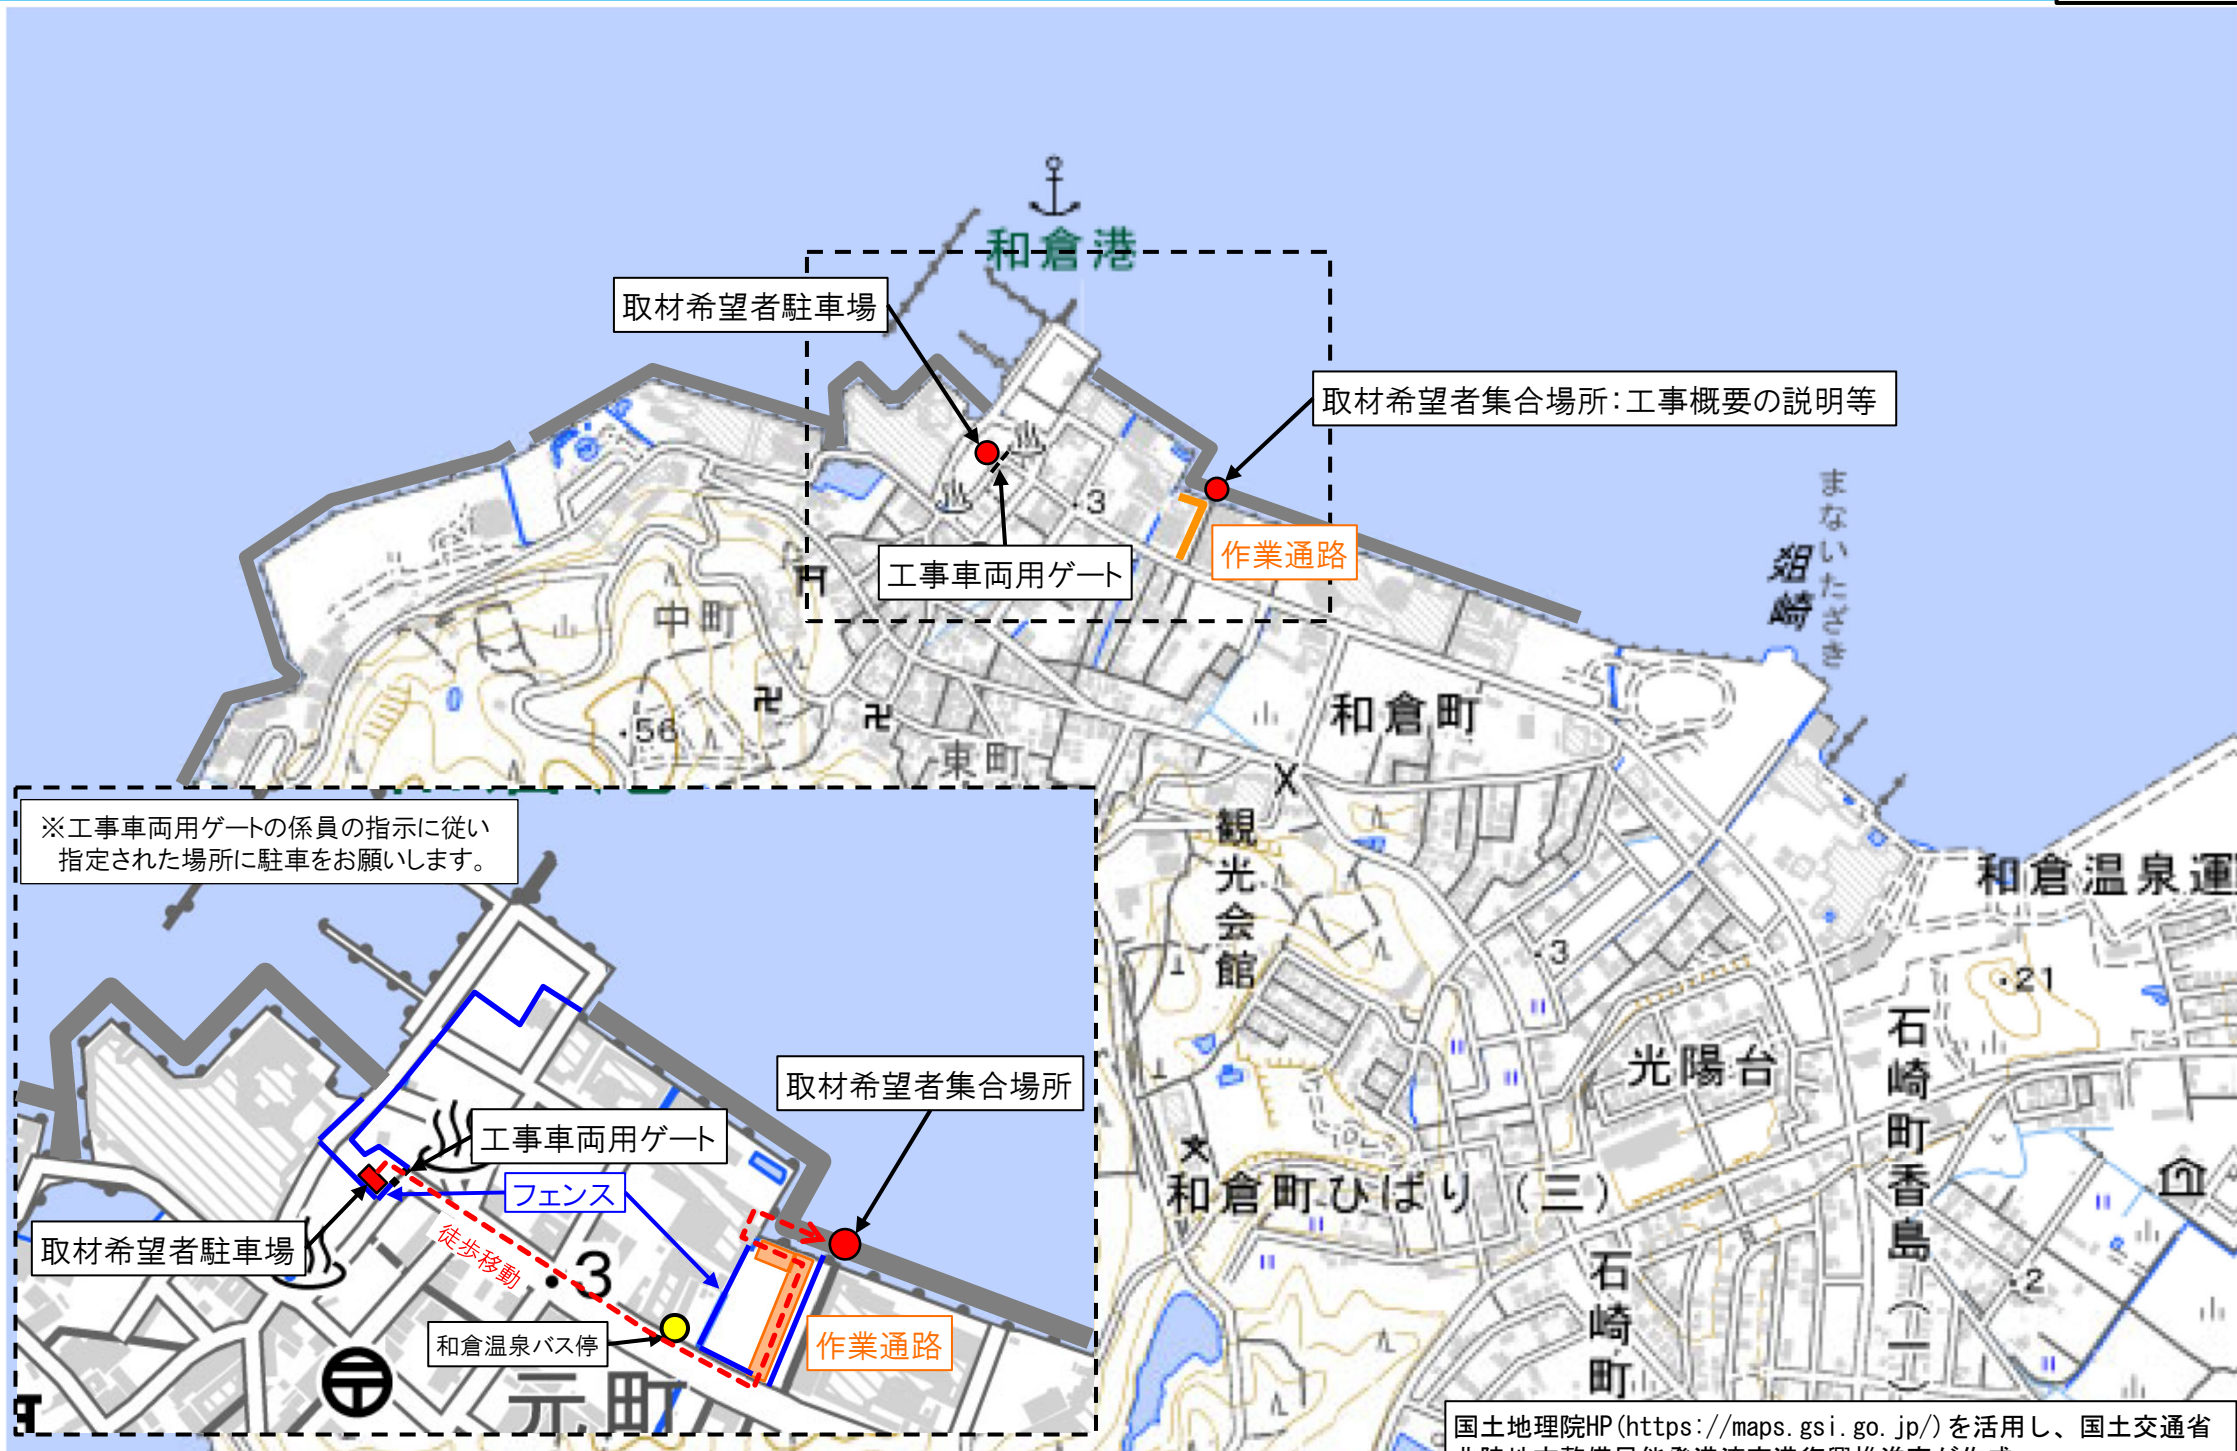 和倉港
取材希望者駐車場
取材希望者集合場所：工事概要の説明等
・3
作業通路
工事車両用ゲート
まないたざき
俎崎
中町
・56
東町
和倉町
観光会館
和倉温泉運
・3
・21
光陽台
石崎町香島（一）
和倉町ひばり（三）
石崎町
・2
※工事車両用ゲートの係員の指示に従い
指定された場所に駐車をお願いします。
取材希望者集合場所
工事車両用ゲート
フェンス
取材希望者駐車場
徒歩移動
・3
和倉温泉バス停
作業通路
元町
国土地理院HP(https://maps.gsi.go.jp/)を活用し、国土交通省